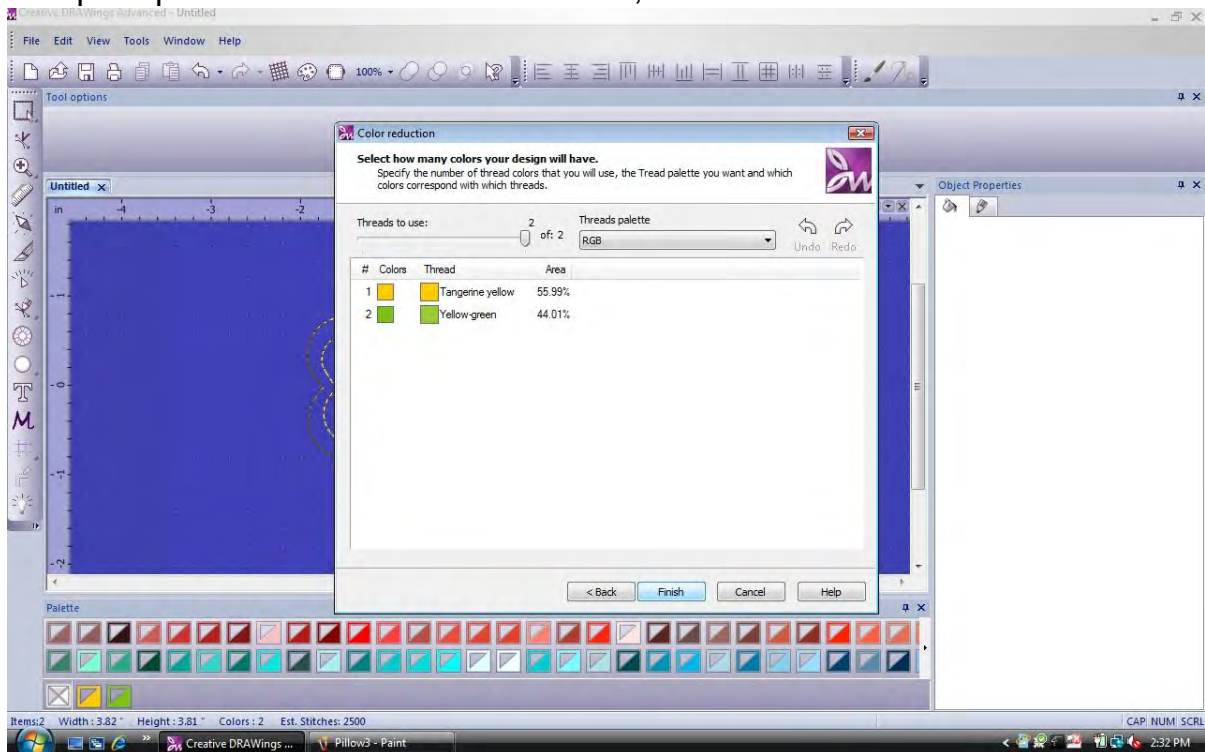 Creative DRAWings Advanced - Untitled
File Edit View Tools Window Help
100%
Tool options
Color reduction
Select how many colors your design will have.
Specify the number of thread colors that you will use, the Tread palette you want and which
colors correspond with which threads.
Untitled x
Object Properties
in -4 -3 -2
Threads to use: 2 of: 2
Threads palette
RGB
Undo Redo
# Colors Thread Area
1 Tangerine yellow 55.99%
2 Yellow-green 44.01%
-1
0
-1
-2
< Back Finish Cancel Help
Palette
Items:2 Width : 3.82 " Height : 3.81 " Colors : 2 Est. Stitches: 2500
CAP NUM SCRL
Creative DRAWings ... Pillow3 - Paint
2:32 PM